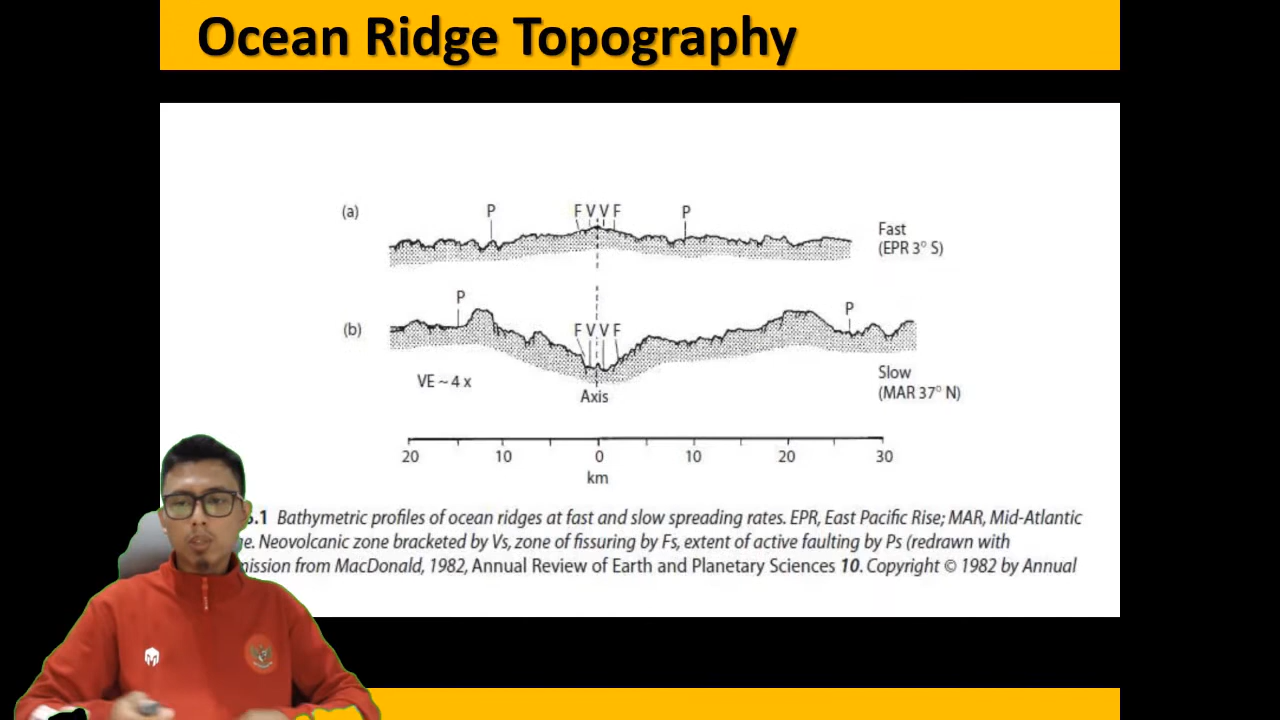 Ocean Ridge Topography
(a) P F V V F P
Fast
(EPR 3° S)
P P
(b) F V V F
VE ~ 4 x
Slow
(MAR 37° N)
Axis
20 10 0 10 20 30
km
.1 Bathymetric profiles of ocean ridges at fast and slow spreading rates. EPR, East Pacific Rise; MAR, Mid-Atlantic
Neovolcanic zone bracketed by Vs, zone of fissuring by Fs, extent of active faulting by Ps (redrawn with
from MacDonald, 1982, Annual Review of Earth and Planetary Sciences 10. Copyright © 1982 by Annual